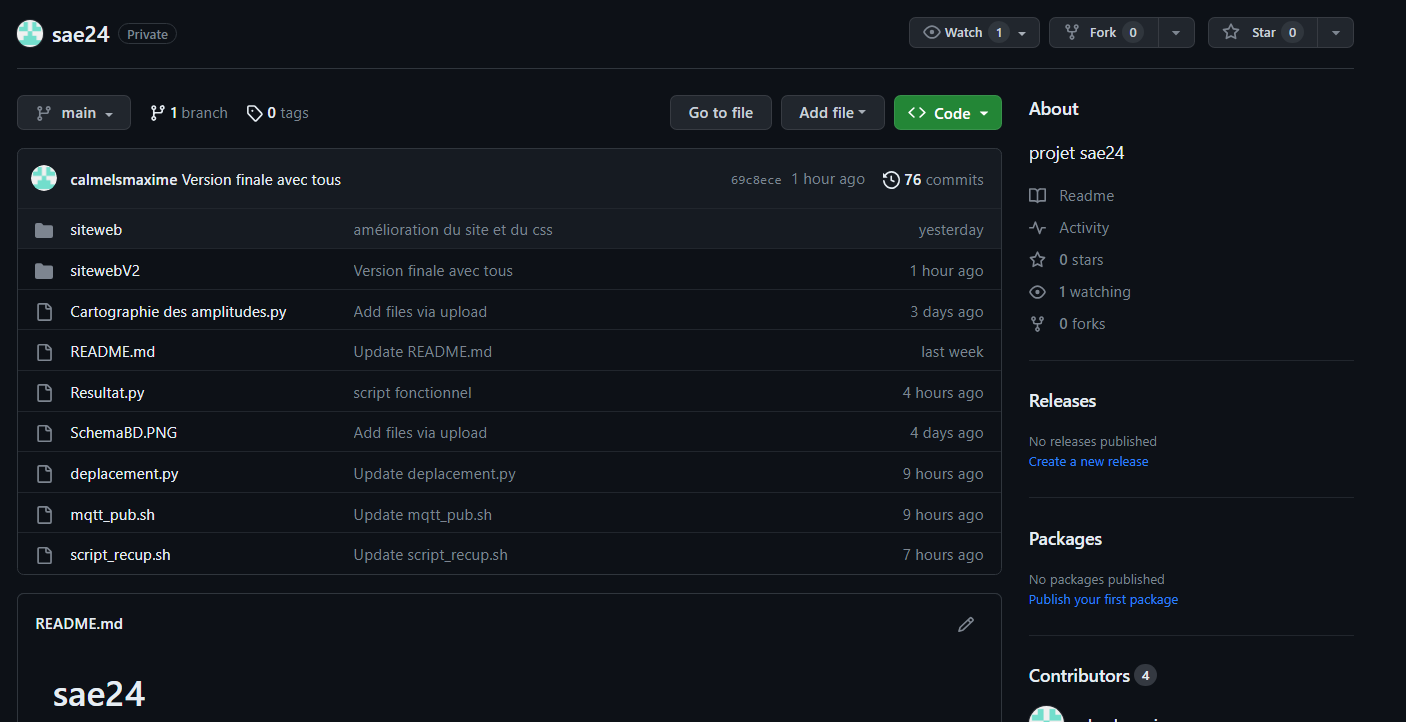 sae24 Private Watch 1 Fork 0 Star 0
main 1 branch 0 tags Go to file Add file <> Code
calmelsmaxime Version finale avec tous 69c8ece 1 hour ago 76 commits
siteweb amélioration du site et du css yesterday
sitewebV2 Version finale avec tous 1 hour ago
Cartographie des amplitudes.py Add files via upload 3 days ago
README.md Update README.md last week
Resultat.py script fonctionnel 4 hours ago
SchemaBD.PNG Add files via upload 4 days ago
deplacement.py Update deplacement.py 9 hours ago
mqtt_pub.sh Update mqtt_pub.sh 9 hours ago
script_recup.sh Update script_recup.sh 7 hours ago
README.md
sae24
About
projet sae24
Readme
Activity
0 stars
1 watching
0 forks
Releases
No releases published
Create a new release
Packages
No packages published
Publish your first package
Contributors 4